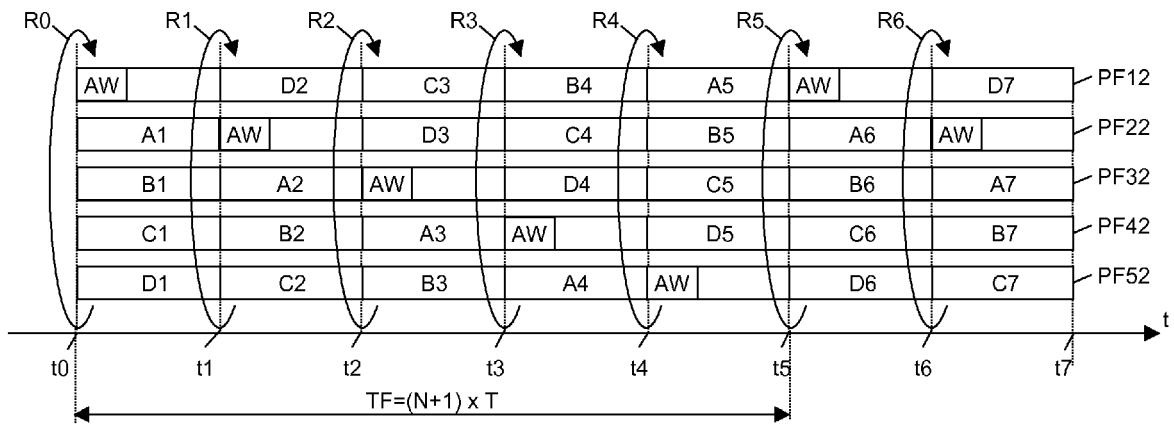 R0 R1 R2 R3 R4 R5 R6
AW D2 C3 B4 A5 AW D7 PF12
A1 AW D3 C4 B5 A6 AW PF22
B1 A2 AW D4 C5 B6 A7 PF32
C1 B2 A3 AW D5 C6 B7 PF42
D1 C2 B3 A4 AW D6 C7 PF52
t
t0 t1 t2 t3 t4 t5 t6 t7
TF=(N+1) x T